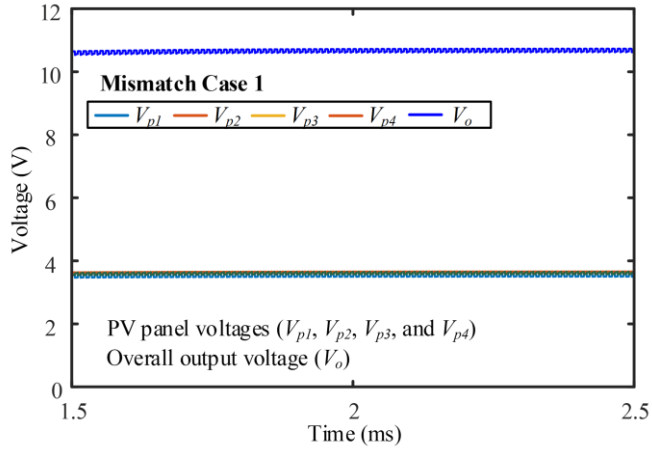 12
10
8
6
4
2
0
Voltage (V)
Mismatch Case 1
Vp1 Vp2 Vp3 Vp4 Vo
PV panel voltages (Vp1, Vp2, Vp3, and Vp4)
Overall output voltage (Vo)
1.5 2 2.5
Time (ms)